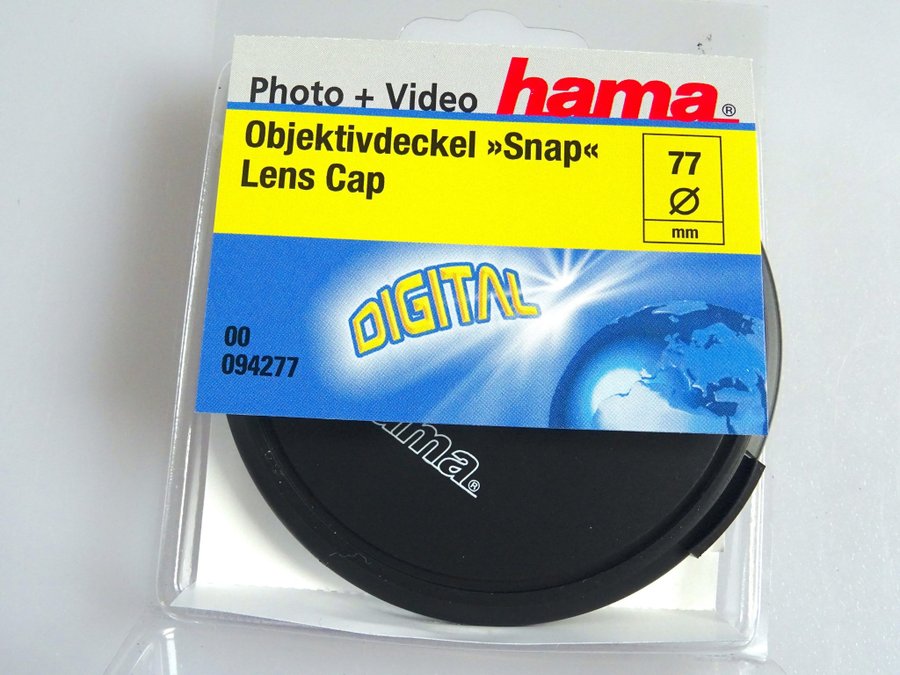 Photo + Video hama®
Objektivdeckel »Snap«
Lens Cap
77
Ø
mm
DIGITAL
00
094277
ama®